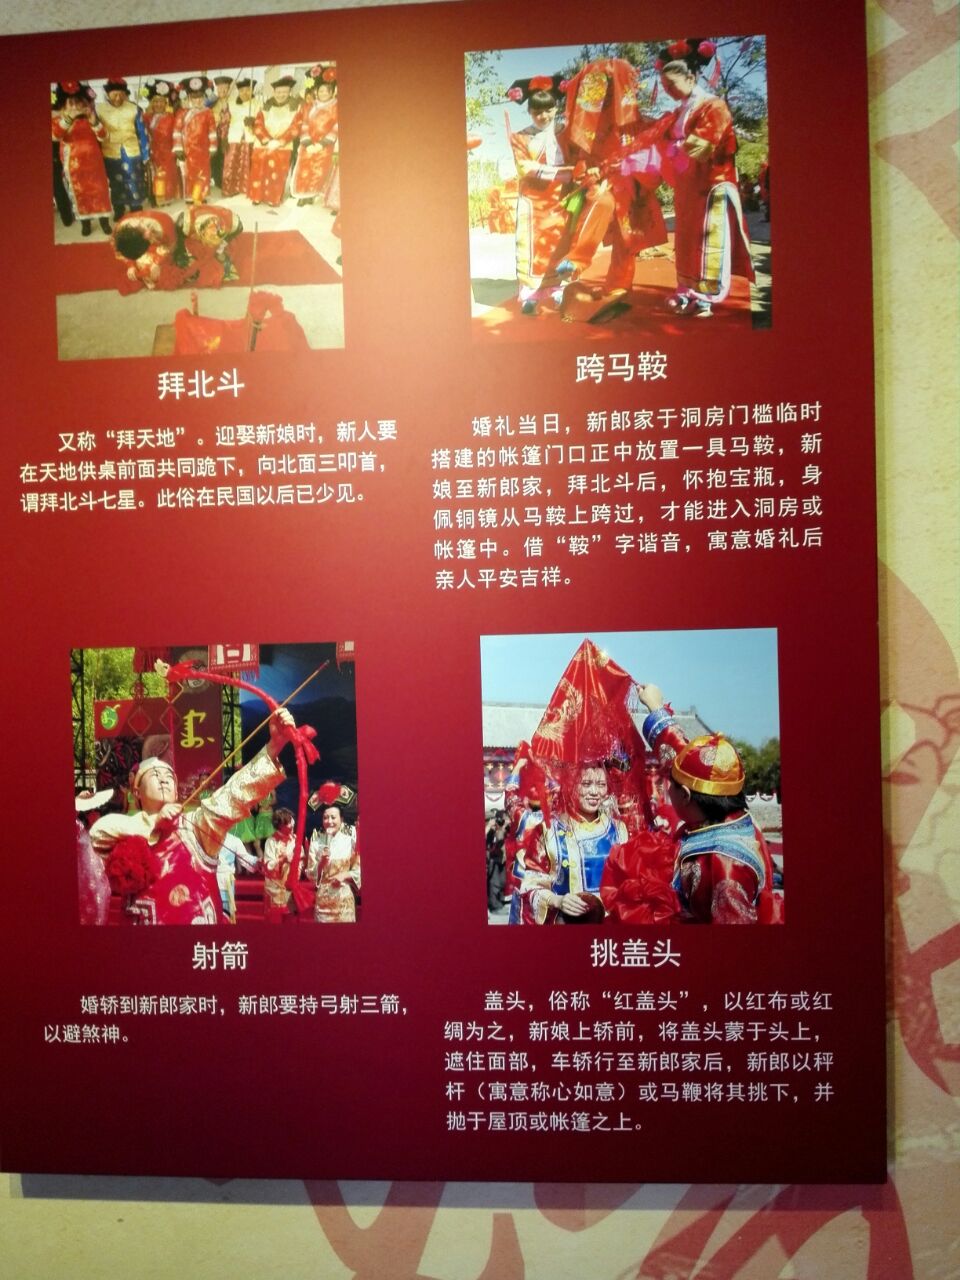 拜北斗
又称“拜天地”。迎娶新娘时，新人要
在天地供桌前面共同跪下，向北面三叩首，
谓拜北斗七星。此俗在民国以后已少见。
跨马鞍
婚礼当日，新郎家于洞房门槛临时
搭建的帐篷门口正中放置一具马鞍，新
娘至新郎家，拜北斗后，怀抱宝瓶，身
佩铜镜从马鞍上跨过，才能进入洞房或
帐篷中。借“鞍”字谐音，寓意婚礼后
亲人平安吉祥。
射箭
婚轿到新郎家时，新郎要持弓射三箭，
以避煞神。
挑盖头
盖头，俗称“红盖头”，以红布或红
绸为之，新娘上轿前，将盖头蒙于头上，
遮住面部，车轿行至新郎家后，新郎以秤
杆（寓意称心如意）或马鞭将其挑下，并
抛于屋顶或帐篷之上。